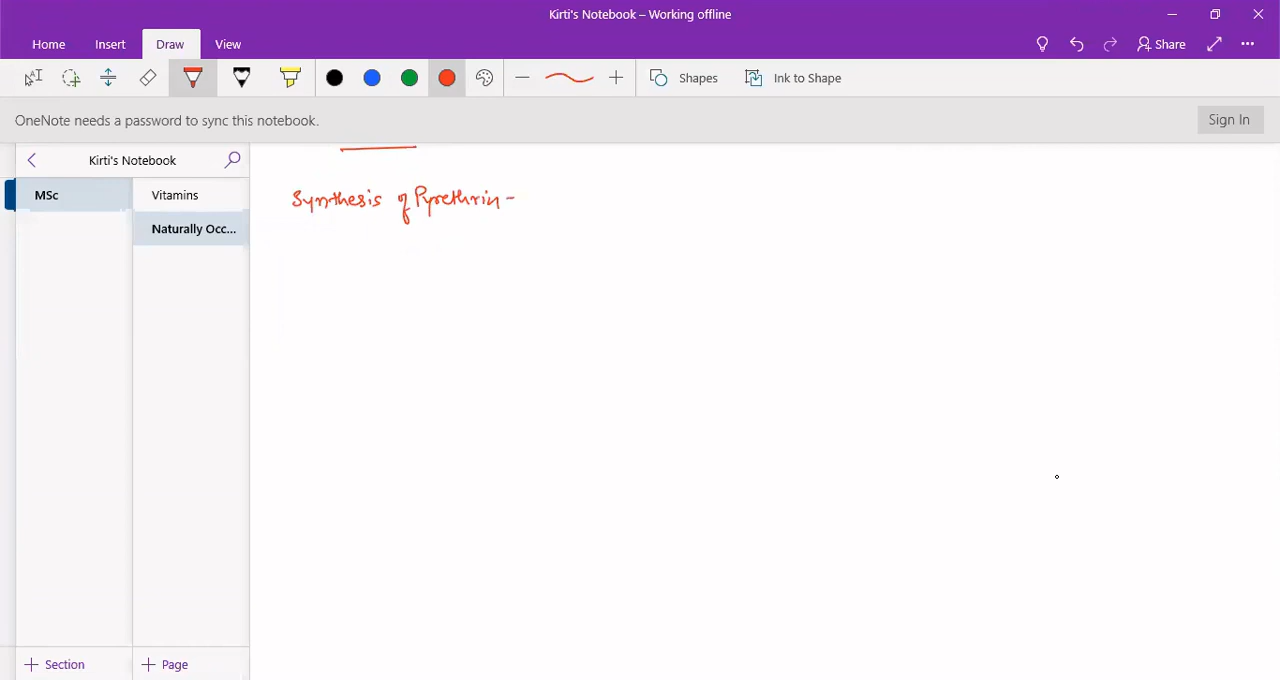 Kirti's Notebook – Working offline
Home Insert Draw View Share
Shapes Ink to Shape
OneNote needs a password to sync this notebook. Sign In
Kirti's Notebook
MSc
Vitamins
Naturally Occ...
Synthesis of Pyrethrin -
+ Section
+ Page